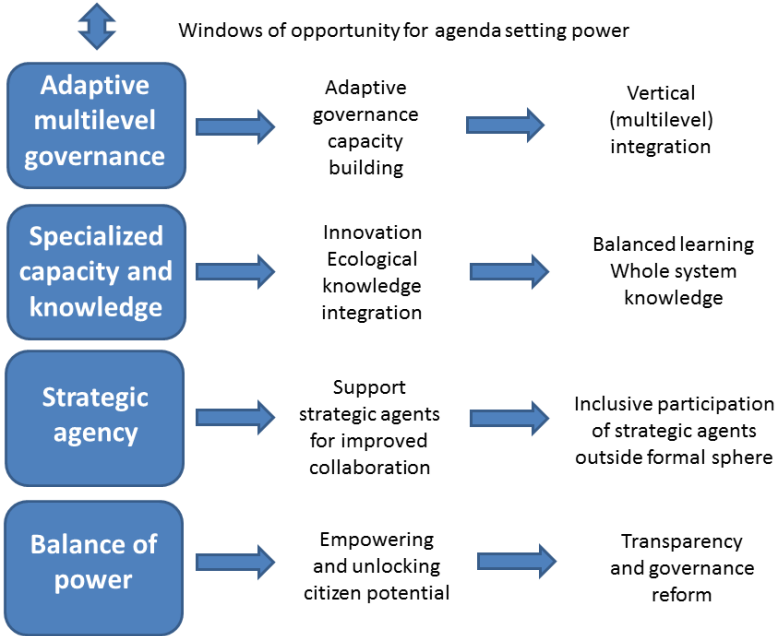 Windows of opportunity for agenda setting power
Adaptive
multilevel
governance
Adaptive
governance
capacity
building
Vertical
(multilevel)
integration
Specialized
capacity and
knowledge
Innovation
Ecological
knowledge
integration
Balanced learning
Whole system
knowledge
Strategic
agency
Support
strategic agents
for improved
collaboration
Inclusive participation
of strategic agents
outside formal sphere
Balance of
power
Empowering
and unlocking
citizen potential
Transparency
and governance
reform